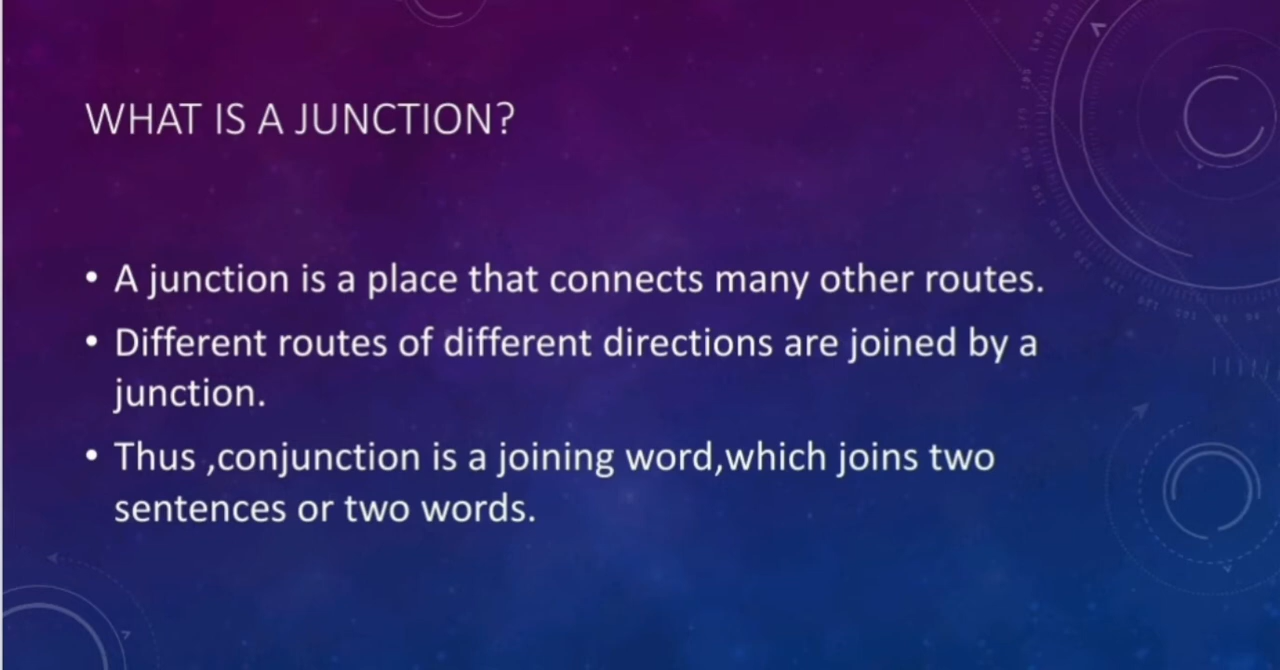 WHAT IS A JUNCTION?
• A junction is a place that connects many other routes.
• Different routes of different directions are joined by a
junction.
• Thus ,conjunction is a joining word,which joins two
sentences or two words.